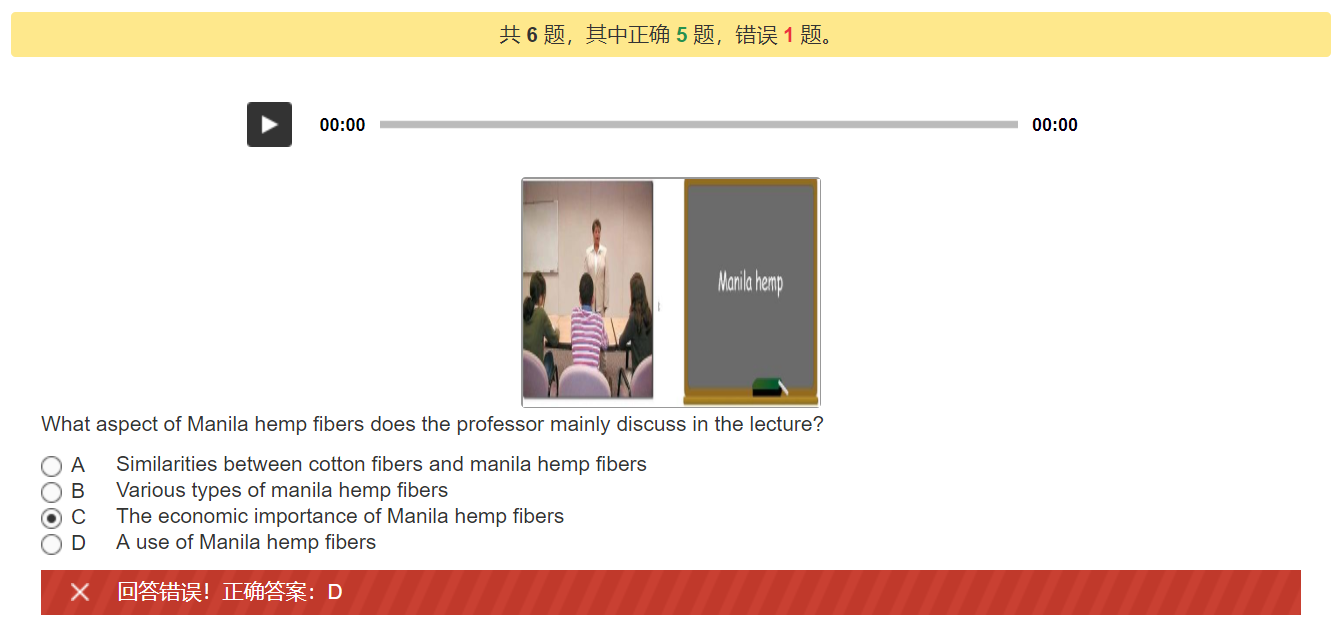 共 6 题，其中正确 5 题，错误 1 题。
00:00 00:00
Manila hemp
What aspect of Manila hemp fibers does the professor mainly discuss in the lecture?
A Similarities between cotton fibers and manila hemp fibers
B Various types of manila hemp fibers
C The economic importance of Manila hemp fibers
D A use of Manila hemp fibers
回答错误！正确答案：D